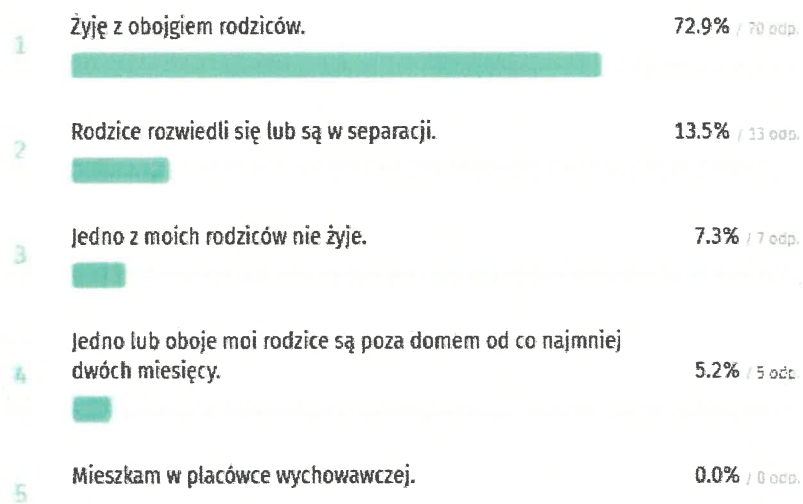 1
Żyję z obojgiem rodziców. 72.9% / 70 odp.
2
Rodzice rozwiedli się lub są w separacji. 13.5% / 13 odp.
3
Jedno z moich rodziców nie żyje. 7.3% / 7 odp.
4
Jedno lub oboje moi rodzice są poza domem od co najmniej
dwóch miesięcy. 5.2% / 5 odp.
5
Mieszkam w placówce wychowawczej. 0.0% / 0 odp.